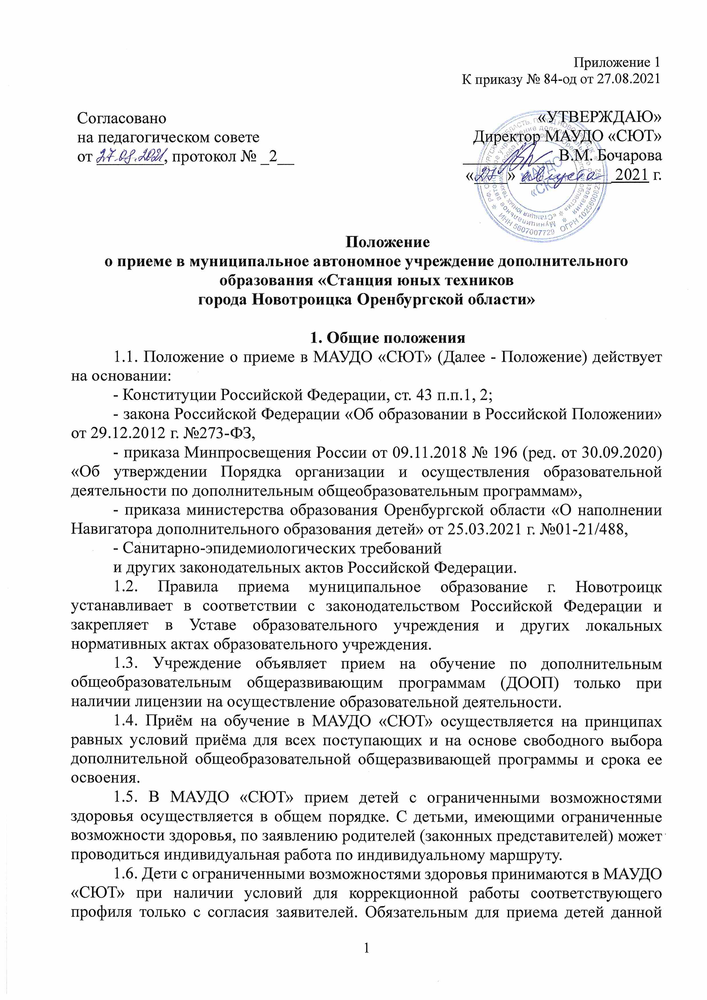 Приложение 1
К приказу № 84-од от 27.08.2021
Согласовано
на педагогическом совете
от 27.08.2021, протокол № _2__
«УТВЕРЖДАЮ»
Директор МАУДО «СЮТ»
В.М. Бочарова
«27» августа 2021 г.
МАУДО
«СЮТ»
ИНН 5607007729
Положение
о приеме в муниципальное автономное учреждение дополнительного
образования «Станция юных техников
города Новотроицка Оренбургской области»
1. Общие положения
1.1. Положение о приеме в МАУДО «СЮТ» (Далее - Положение) действует
на основании:
- Конституции Российской Федерации, ст. 43 п.п.1, 2;
- закона Российской Федерации «Об образовании в Российской Положении»
от 29.12.2012 г. №273-ФЗ,
- приказа Минпросвещения России от 09.11.2018 № 196 (ред. от 30.09.2020)
«Об утверждении Порядка организации и осуществления образовательной
деятельности по дополнительным общеобразовательным программам»,
- приказа министерства образования Оренбургской области «О наполнении
Навигатора дополнительного образования детей» от 25.03.2021 г. №01-21/488,
- Санитарно-эпидемиологических требований
и других законодательных актов Российской Федерации.
1.2. Правила приема муниципальное образование г. Новотроицк
устанавливает в соответствии с законодательством Российской Федерации и
закрепляет в Уставе образовательного учреждения и других локальных
нормативных актах образовательного учреждения.
1.3. Учреждение объявляет прием на обучение по дополнительным
общеобразовательным общеразвивающим программам (ДООП) только при
наличии лицензии на осуществление образовательной деятельности.
1.4. Приём на обучение в МАУДО «СЮТ» осуществляется на принципах
равных условий приёма для всех поступающих и на основе свободного выбора
дополнительной общеобразовательной общеразвивающей программы и срока ее
освоения.
1.5. В МАУДО «СЮТ» прием детей с ограниченными возможностями
здоровья осуществляется в общем порядке. С детьми, имеющими ограниченные
возможности здоровья, по заявлению родителей (законных представителей) может
проводиться индивидуальная работа по индивидуальному маршруту.
1.6. Дети с ограниченными возможностями здоровья принимаются в МАУДО
«СЮТ» при наличии условий для коррекционной работы соответствующего
профиля только с согласия заявителей. Обязательным для приема детей данной
1